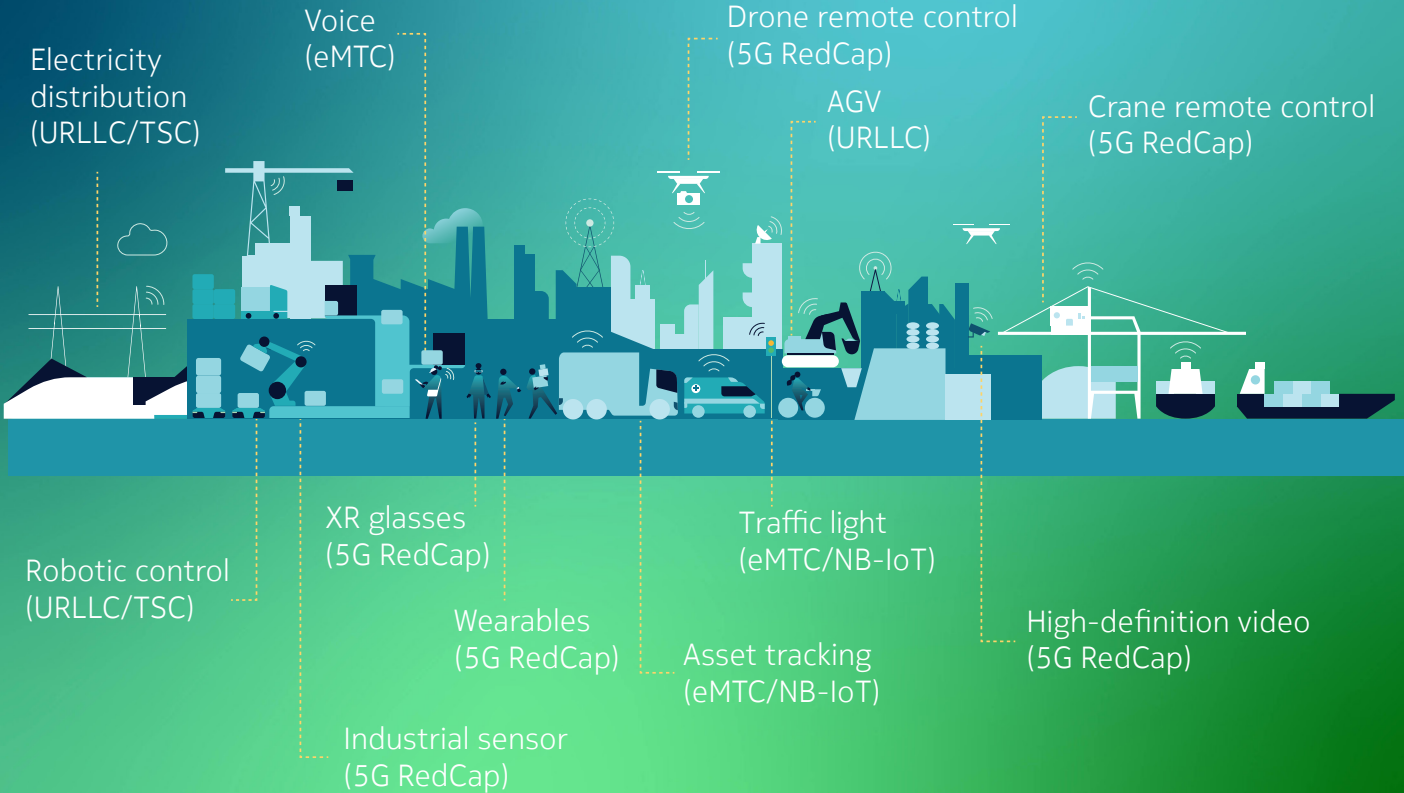 Electricity
distribution
(URLLC/TSC)
Voice
(eMTC)
Drone remote control
(5G RedCap)
AGV
(URLLC)
Crane remote control
(5G RedCap)
Robotic control
(URLLC/TSC)
XR glasses
(5G RedCap)
Wearables
(5G RedCap)
Industrial sensor
(5G RedCap)
Asset tracking
(eMTC/NB-IoT)
Traffic light
(eMTC/NB-IoT)
High-definition video
(5G RedCap)